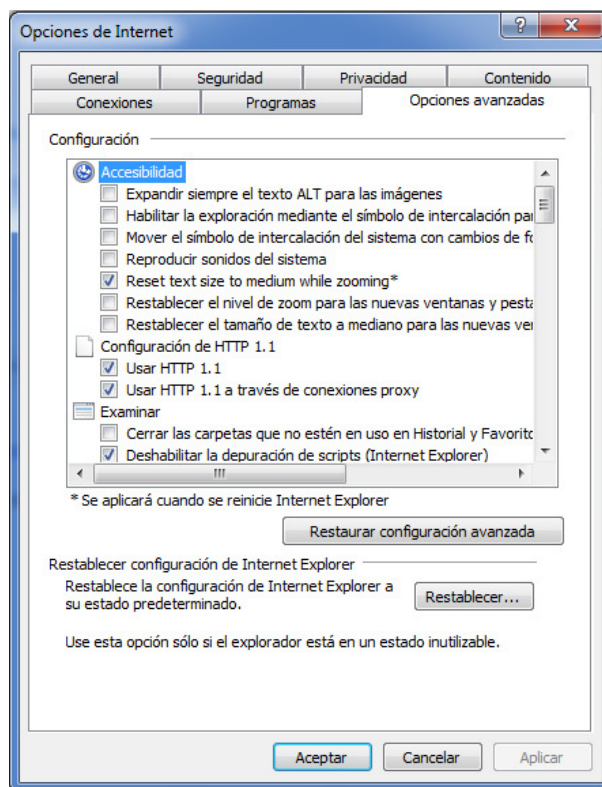 Opciones de Internet
General Seguridad Privacidad Contenido
Conexiones Programas Opciones avanzadas
Configuración
Accesibilidad
Expandir siempre el texto ALT para las imágenes
Habilitar la exploración mediante el símbolo de intercalación
Mover el símbolo de intercalación del sistema con cambios de
Reproducir sonidos del sistema
Reset text size to medium while zooming*
Restablecer el nivel de zoom para las nuevas ventanas y
Restablecer el tamaño de texto a mediano para las nuevas
Configuración de HTTP 1.1
Usar HTTP 1.1
Usar HTTP 1.1 a través de conexiones proxy
Examinar
Cerrar las carpetas que no estén en uso en Historial y
Deshabilitar la depuración de scripts (Internet Explorer)
* Se aplicará cuando se reinicie Internet Explorer
Restaurar configuración avanzada
Restablecer configuración de Internet Explorer
Restablece la configuración de Internet Explorer a
su estado predeterminado.
Restablecer...
Use esta opción sólo si el explorador está en un estado inutilizable.
Aceptar Cancelar Aplicar